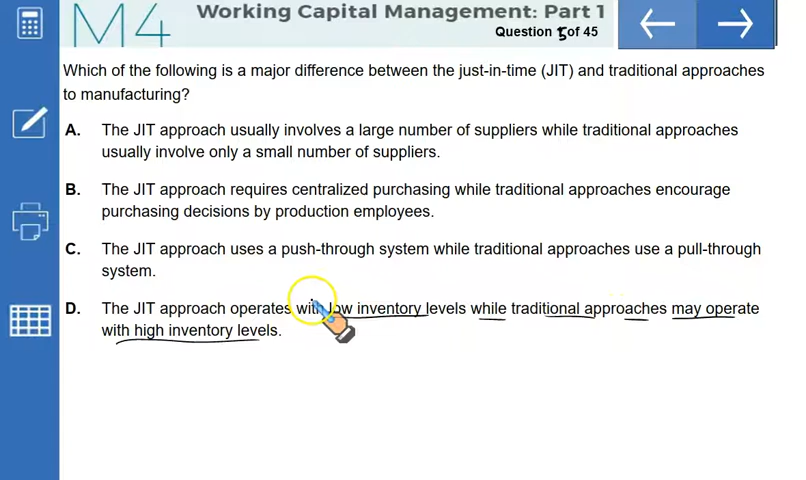 M4
Working Capital Management: Part 1
Question 5 of 45
Which of the following is a major difference between the just-in-time (JIT) and traditional approaches
to manufacturing?
A. The JIT approach usually involves a large number of suppliers while traditional approaches
usually involve only a small number of suppliers.
B. The JIT approach requires centralized purchasing while traditional approaches encourage
purchasing decisions by production employees.
C. The JIT approach uses a push-through system while traditional approaches use a pull-through
system.
D. The JIT approach operates with low inventory levels while traditional approaches may operate
with high inventory levels.